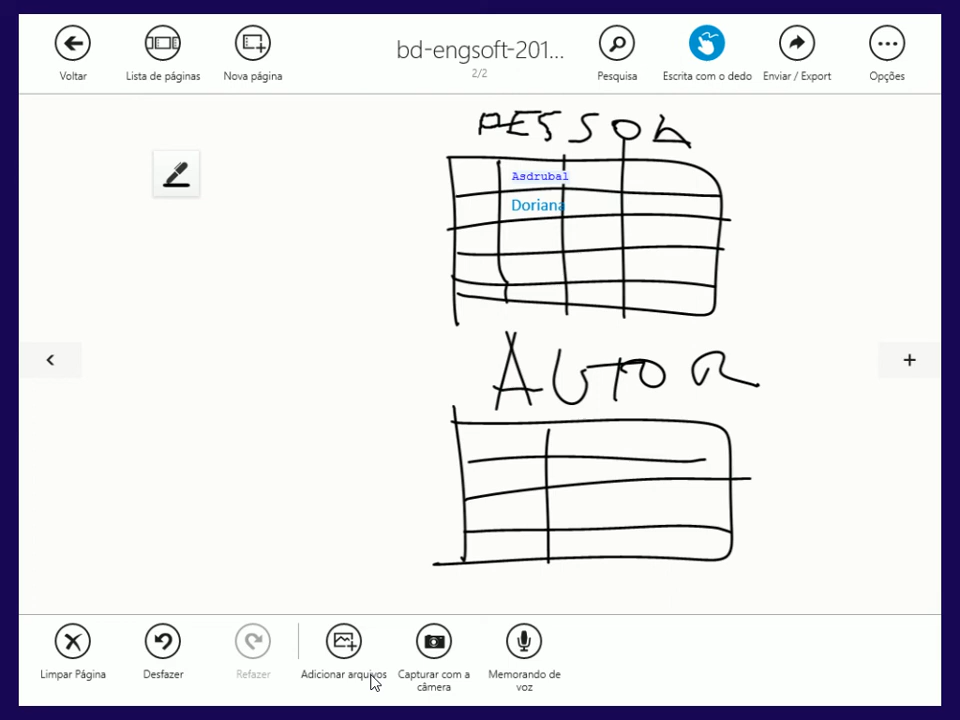 Voltar
Lista de páginas
Nova página
bd-engsoft-201...
2/2
Pesquisa
Escrita com o dedo
Enviar / Export
Opções
PESSOA
Asdrubal
Doriana
AUTOR
Limpar Página
Desfazer
Refazer
Adicionar arquivos
Capturar com a
câmera
Memorando de
voz